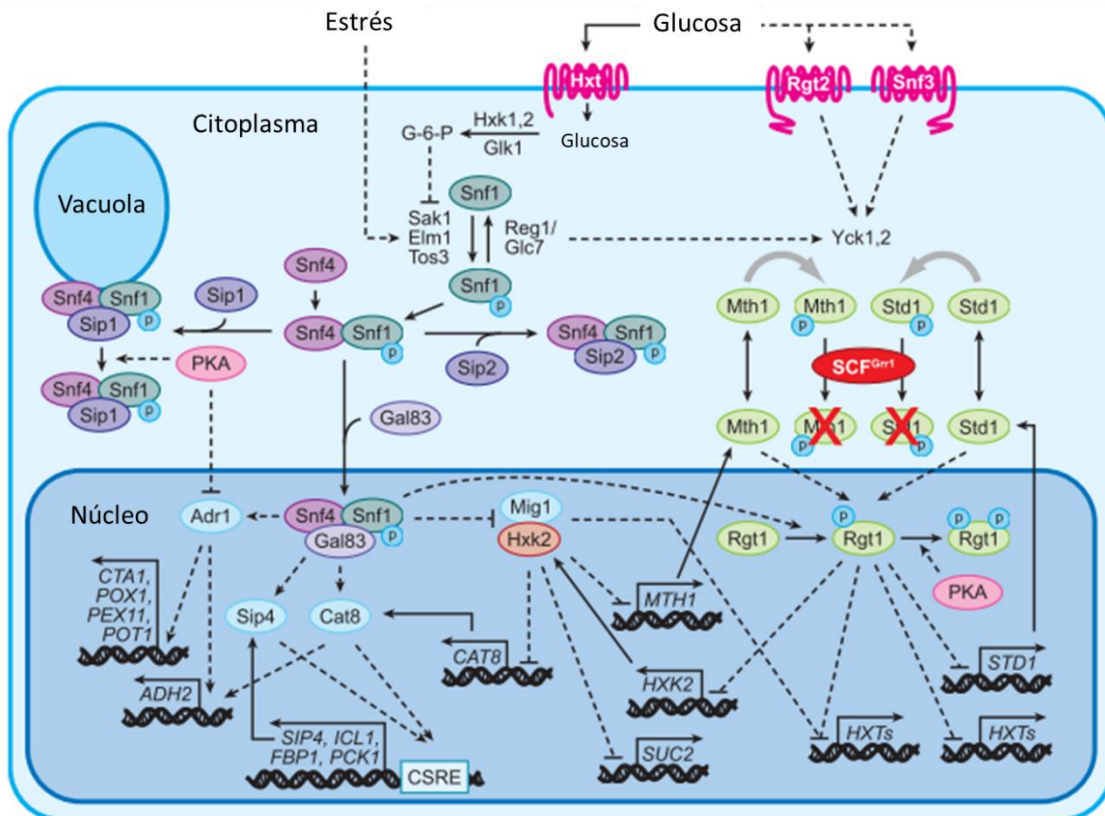 Estrés
Glucosa
Hxt
Rgt2
Snf3
Citoplasma
Hxk1,2
G-6-P
Glk1
Glucosa
Vacuola
Snf1
Sak1
Elm1
Tos3
Reg1/
Glc7
Yck1,2
Snf4
Snf1
P
Mth1
Mth1
P
Std1
P
Std1
Snf4
Snf1
Sip1
P
Sip1
Snf4
Snf1
P
Sip2
Snf4
Snf1
Sip2
P
PKA
SCFGrr1
Snf4
Snf1
Sip1
P
Gal83
Mth1
Mth1
P
X
Std1
P
X
Std1
Núcleo
Adr1
Snf4
Snf1
Gal83
P
Mig1
Hxk2
Rgt1
P
Rgt1
P
P
Rgt1
PKA
CTA1,
POX1,
PEX11,
POT1
Sip4
Cat8
MTH1
CAT8
HXK2
STD1
ADH2
SIP4, ICL1,
FBP1, PCK1
CSRE
SUC2
HXTs
HXTs